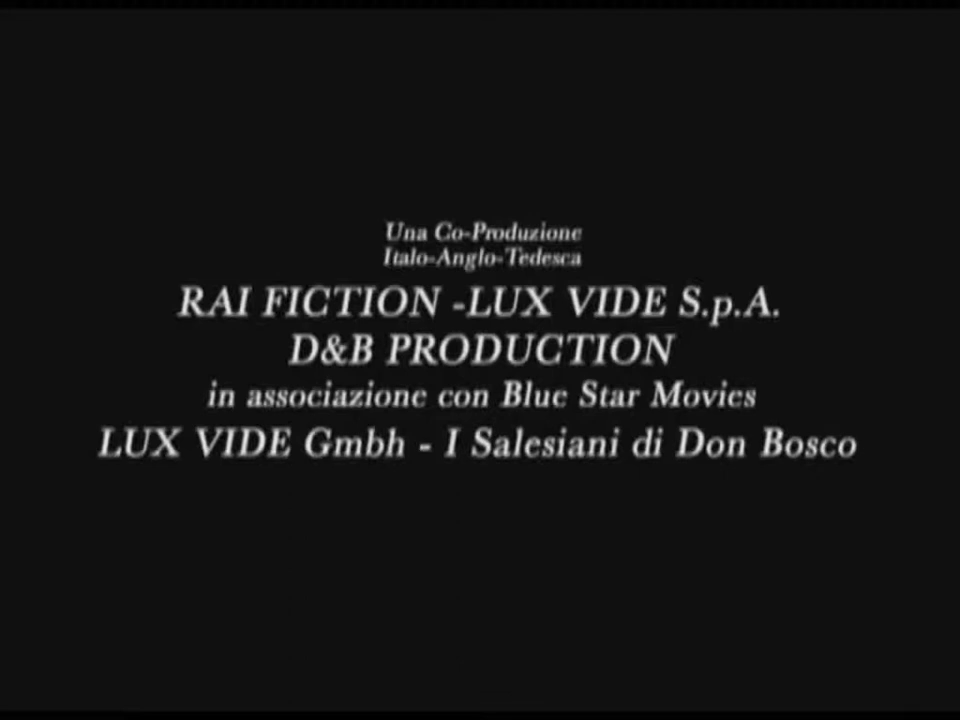 Una Co-Produzione
Italo-Anglo-Tedesca
RAI FICTION -LUX VIDE S.p.A.
D&B PRODUCTION
in associazione con Blue Star Movies
LUX VIDE Gmbh - I Salesiani di Don Bosco